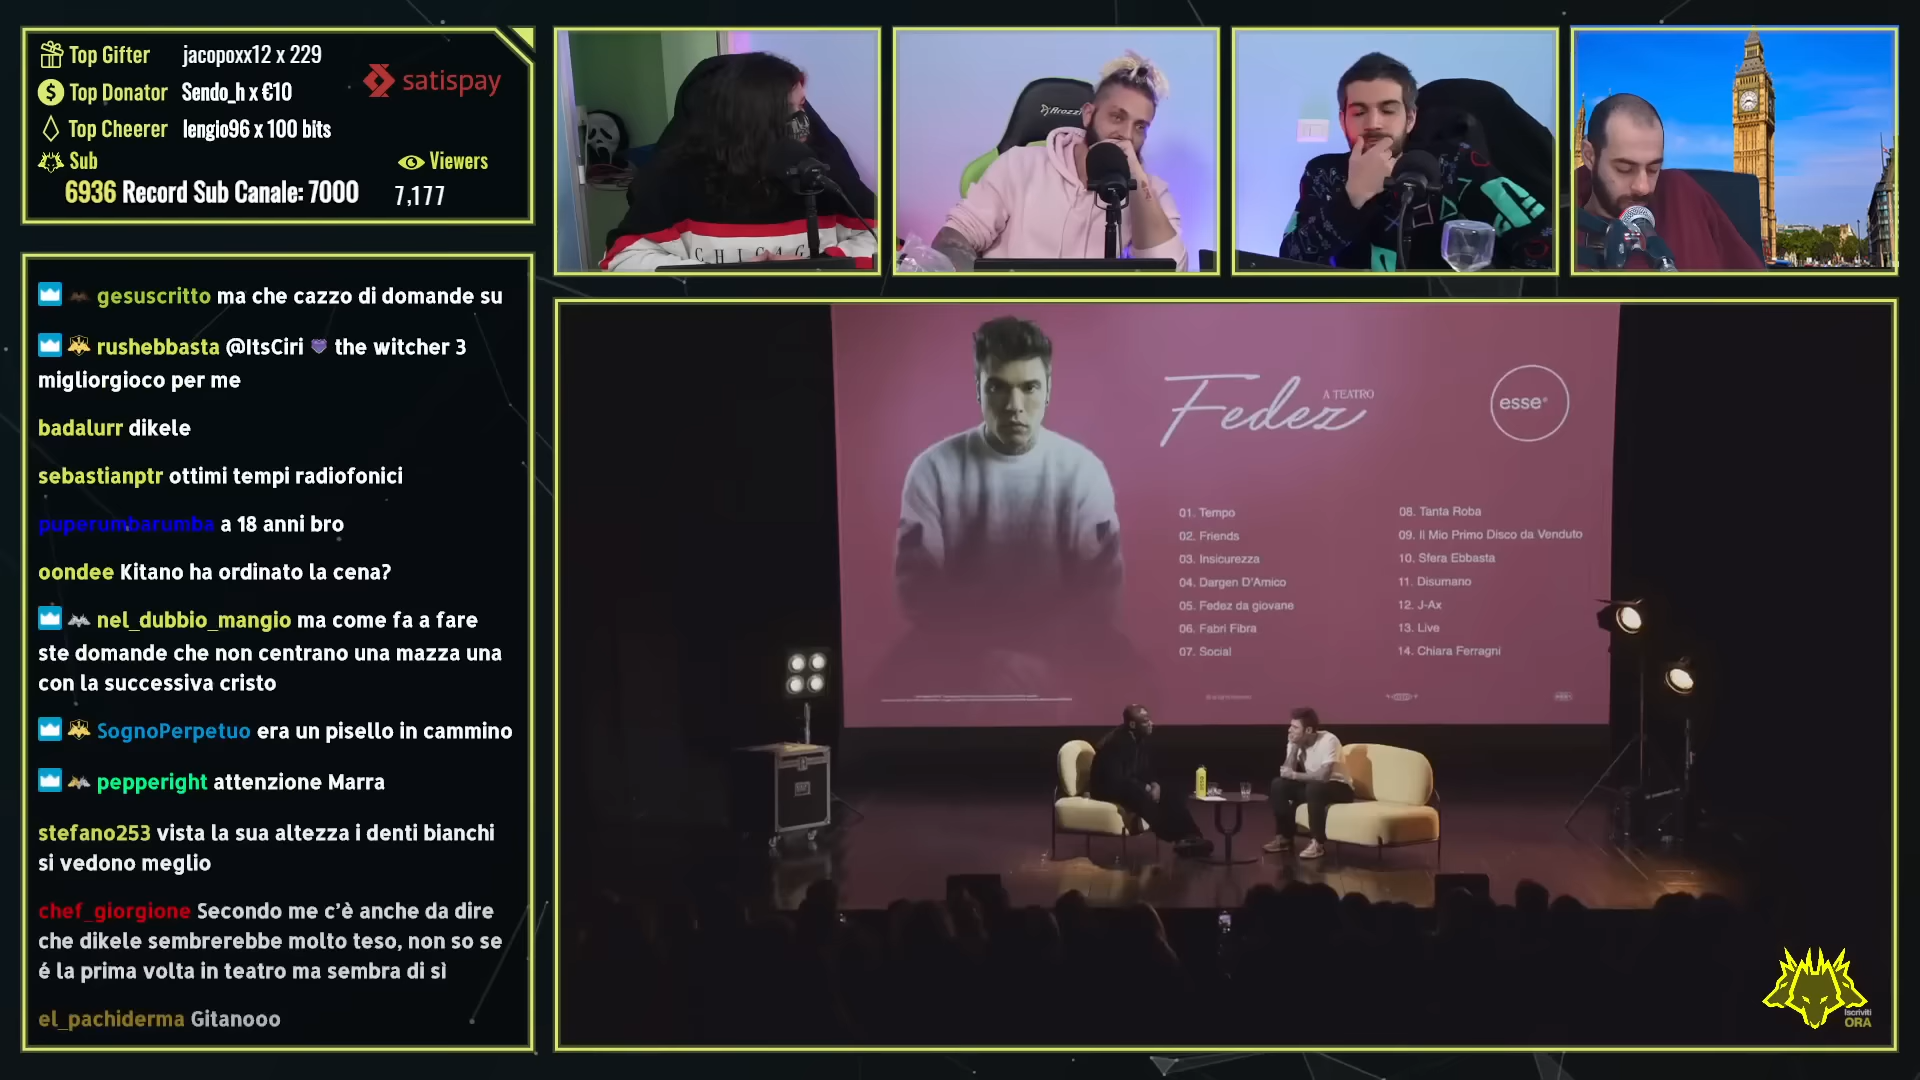 Top Gifter jacopoxx12 x 229
satispay
Top Donator Sendo_h x €10
Top Cheerer lengio96 x 100 bits
Sub
Viewers
6936 Record Sub Canale: 7000
7,177
gesuscritto ma che cazzo di domande su
rushebbasta @ItsCiri 💜 the witcher 3
migliorgioco per me
badalurr dikele
sebastianptr ottimi tempi radiofonici
puperumbarumba a 18 anni bro
oondee Kitano ha ordinato la cena?
nel_dubbio_mangio ma come fa a fare
ste domande che non centrano una mazza una
con la successiva cristo
SognoPerpetuo era un pisello in cammino
pepperight attenzione Marra
stefano253 vista la sua altezza i denti bianchi
si vedono meglio
chef_giorgione Secondo me c'è anche da dire
che dikele sembrerebbe molto teso, non so se
é la prima volta in teatro ma sembra di sì
el_pachiderma Gitanooo
CHICAG
Arozzi
Fedez
A TEATRO
esse
01. Tempo
02. Friends
03. Insicurezza
04. Dargen D'Amico
05. Fedez da giovane
06. Fabri Fibra
07. Social
08. Tanta Roba
09. Il Mio Primo Disco da Venduto
10. Sfera Ebbasta
11. Disumano
12. J-Ax
13. Live
14. Chiara Ferragni
Iscriviti
ORA